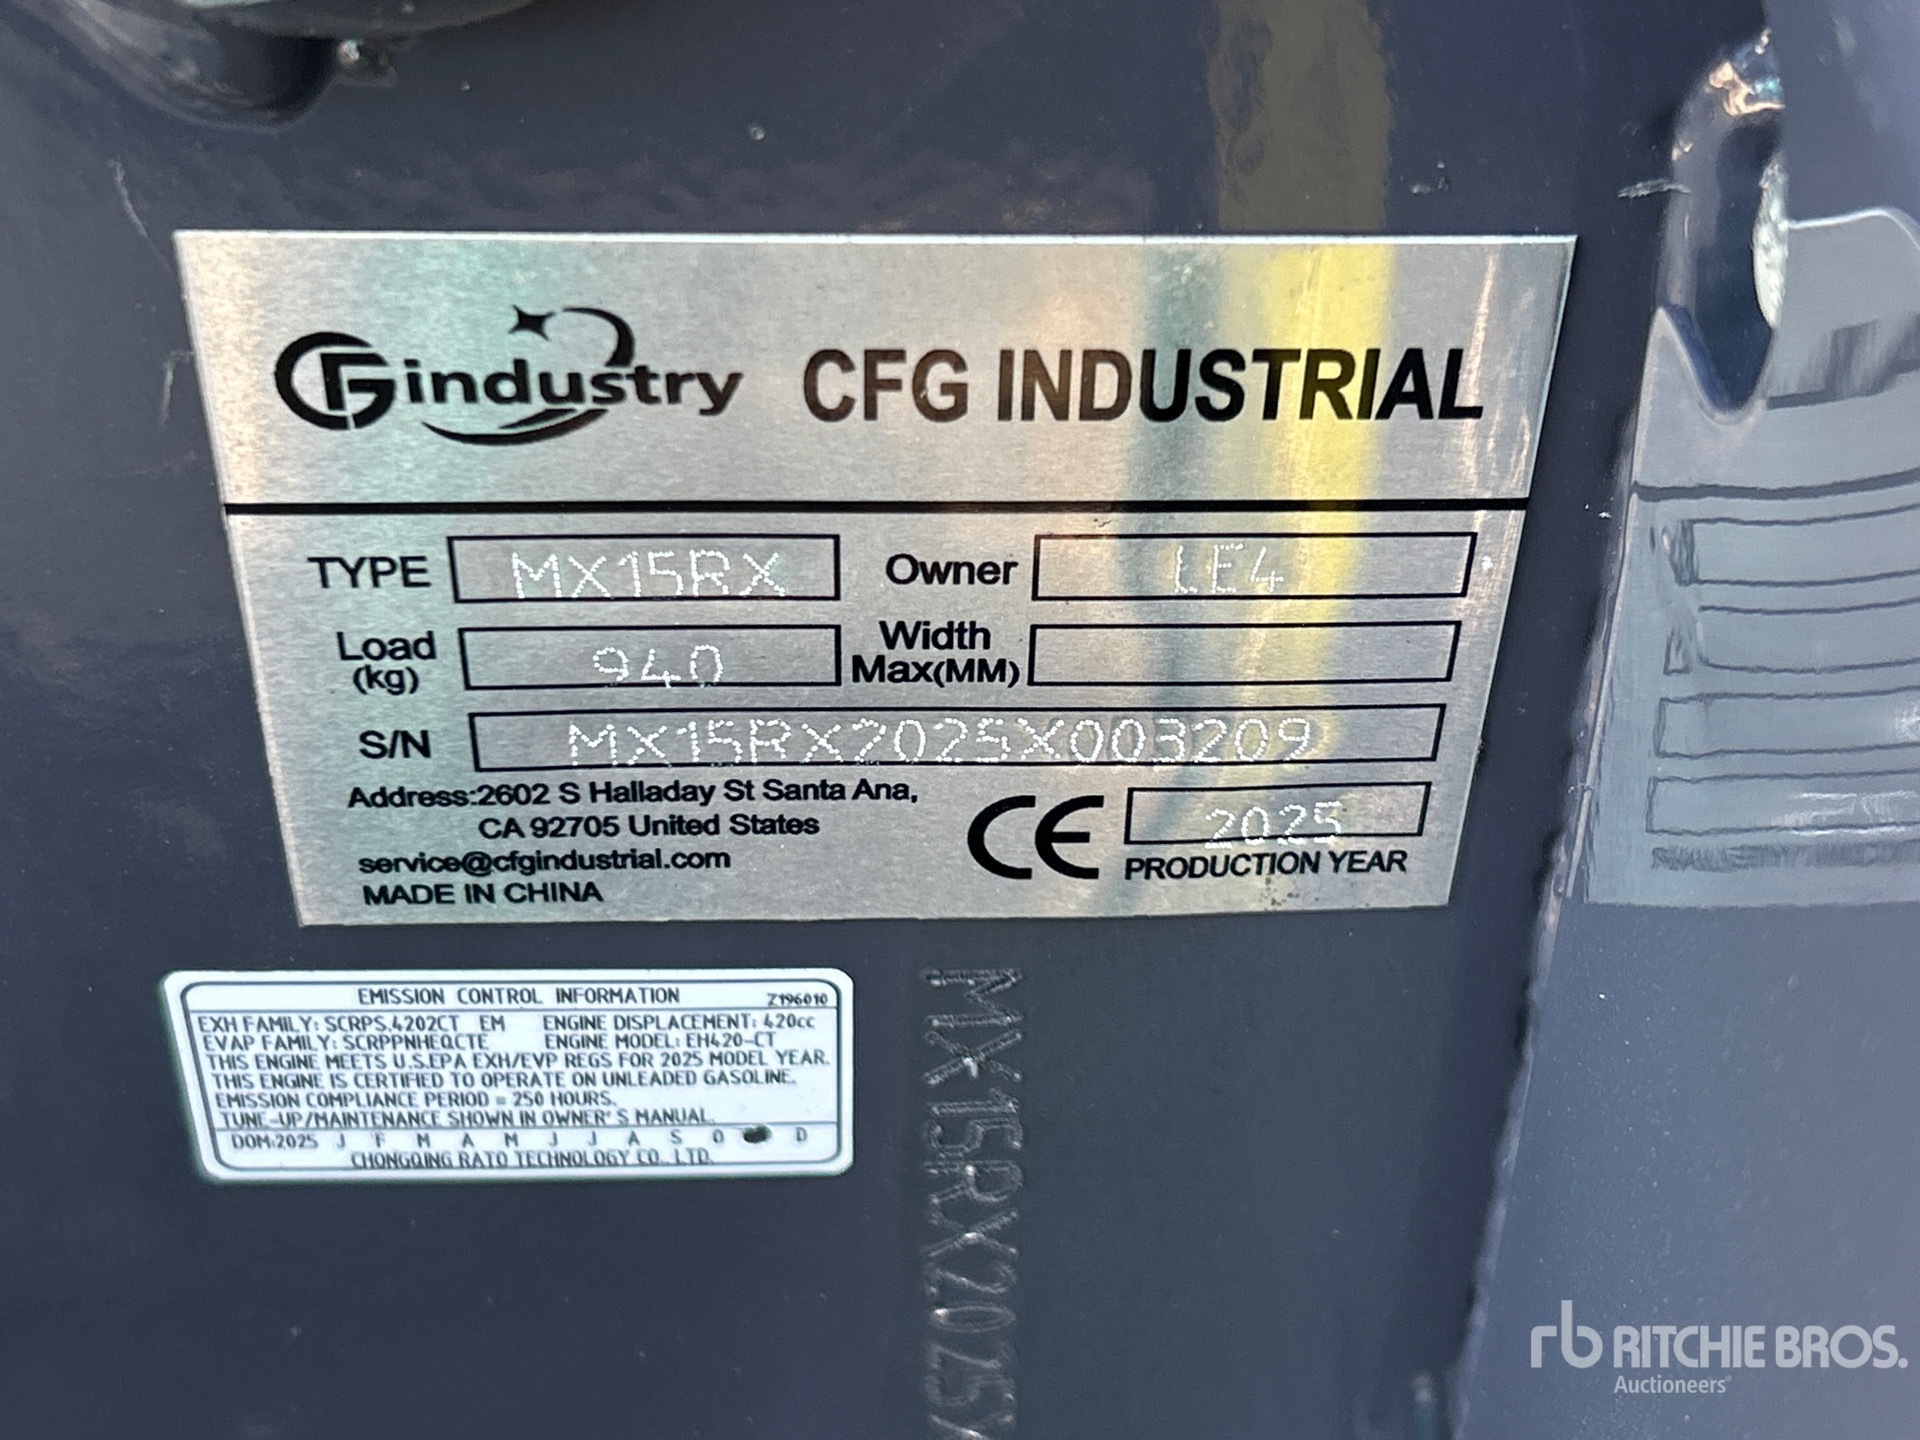 CFGindustry CFG INDUSTRIAL
TYPE MX15RX Owner LE4
Load (kg) 940 Width Max(MM)
S/N MX15RX2025X003209
Address:2602 S Halladay St Santa Ana,
CA 92705 United States
service@cfgindustrial.com
MADE IN CHINA
CE 2025
PRODUCTION YEAR
EMISSION CONTROL INFORMATION Z196010
EXH FAMILY: SCRPS.4202CT EM ENGINE DISPLACEMENT: 420cc
EVAP FAMILY: SCRPPNHEQCTE ENGINE MODEL: EH420-CT
THIS ENGINE MEETS U.S.EPA EXH/EVP REGS FOR 2025 MODEL YEAR.
THIS ENGINE IS CERTIFIED TO OPERATE ON UNLEADED GASOLINE.
EMISSION COMPLIANCE PERIOD = 250 HOURS.
TUNE-UP/MAINTENANCE SHOWN IN OWNER'S MANUAL.
DOM:2025 J F M A M J J A S O D
CHONGQING RATO TECHNOLOGY CO., LTD.
MX15RX2025X
rb RITCHIE BROS.
Auctioneers